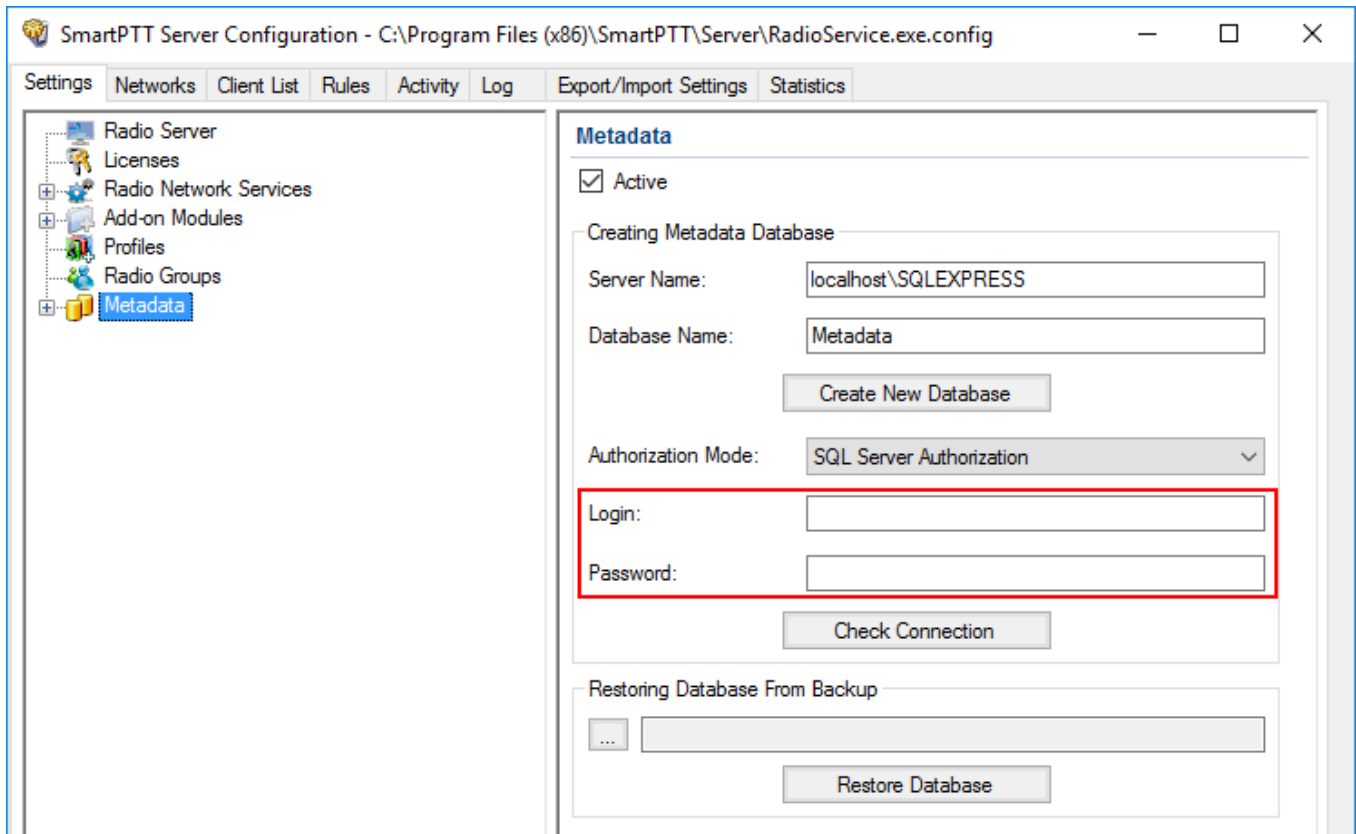 SmartPTT Server Configuration - C:\Program Files (x86)\SmartPTT\Server\RadioService.exe.config
Settings Networks Client List Rules Activity Log Export/Import Settings Statistics
Radio Server
Licenses
Radio Network Services
Add-on Modules
Profiles
Radio Groups
Metadata
Metadata
Active
Creating Metadata Database
Server Name: localhost\SQLEXPRESS
Database Name: Metadata
Create New Database
Authorization Mode: SQL Server Authorization
Login:
Password:
Check Connection
Restoring Database From Backup
...
Restore Database